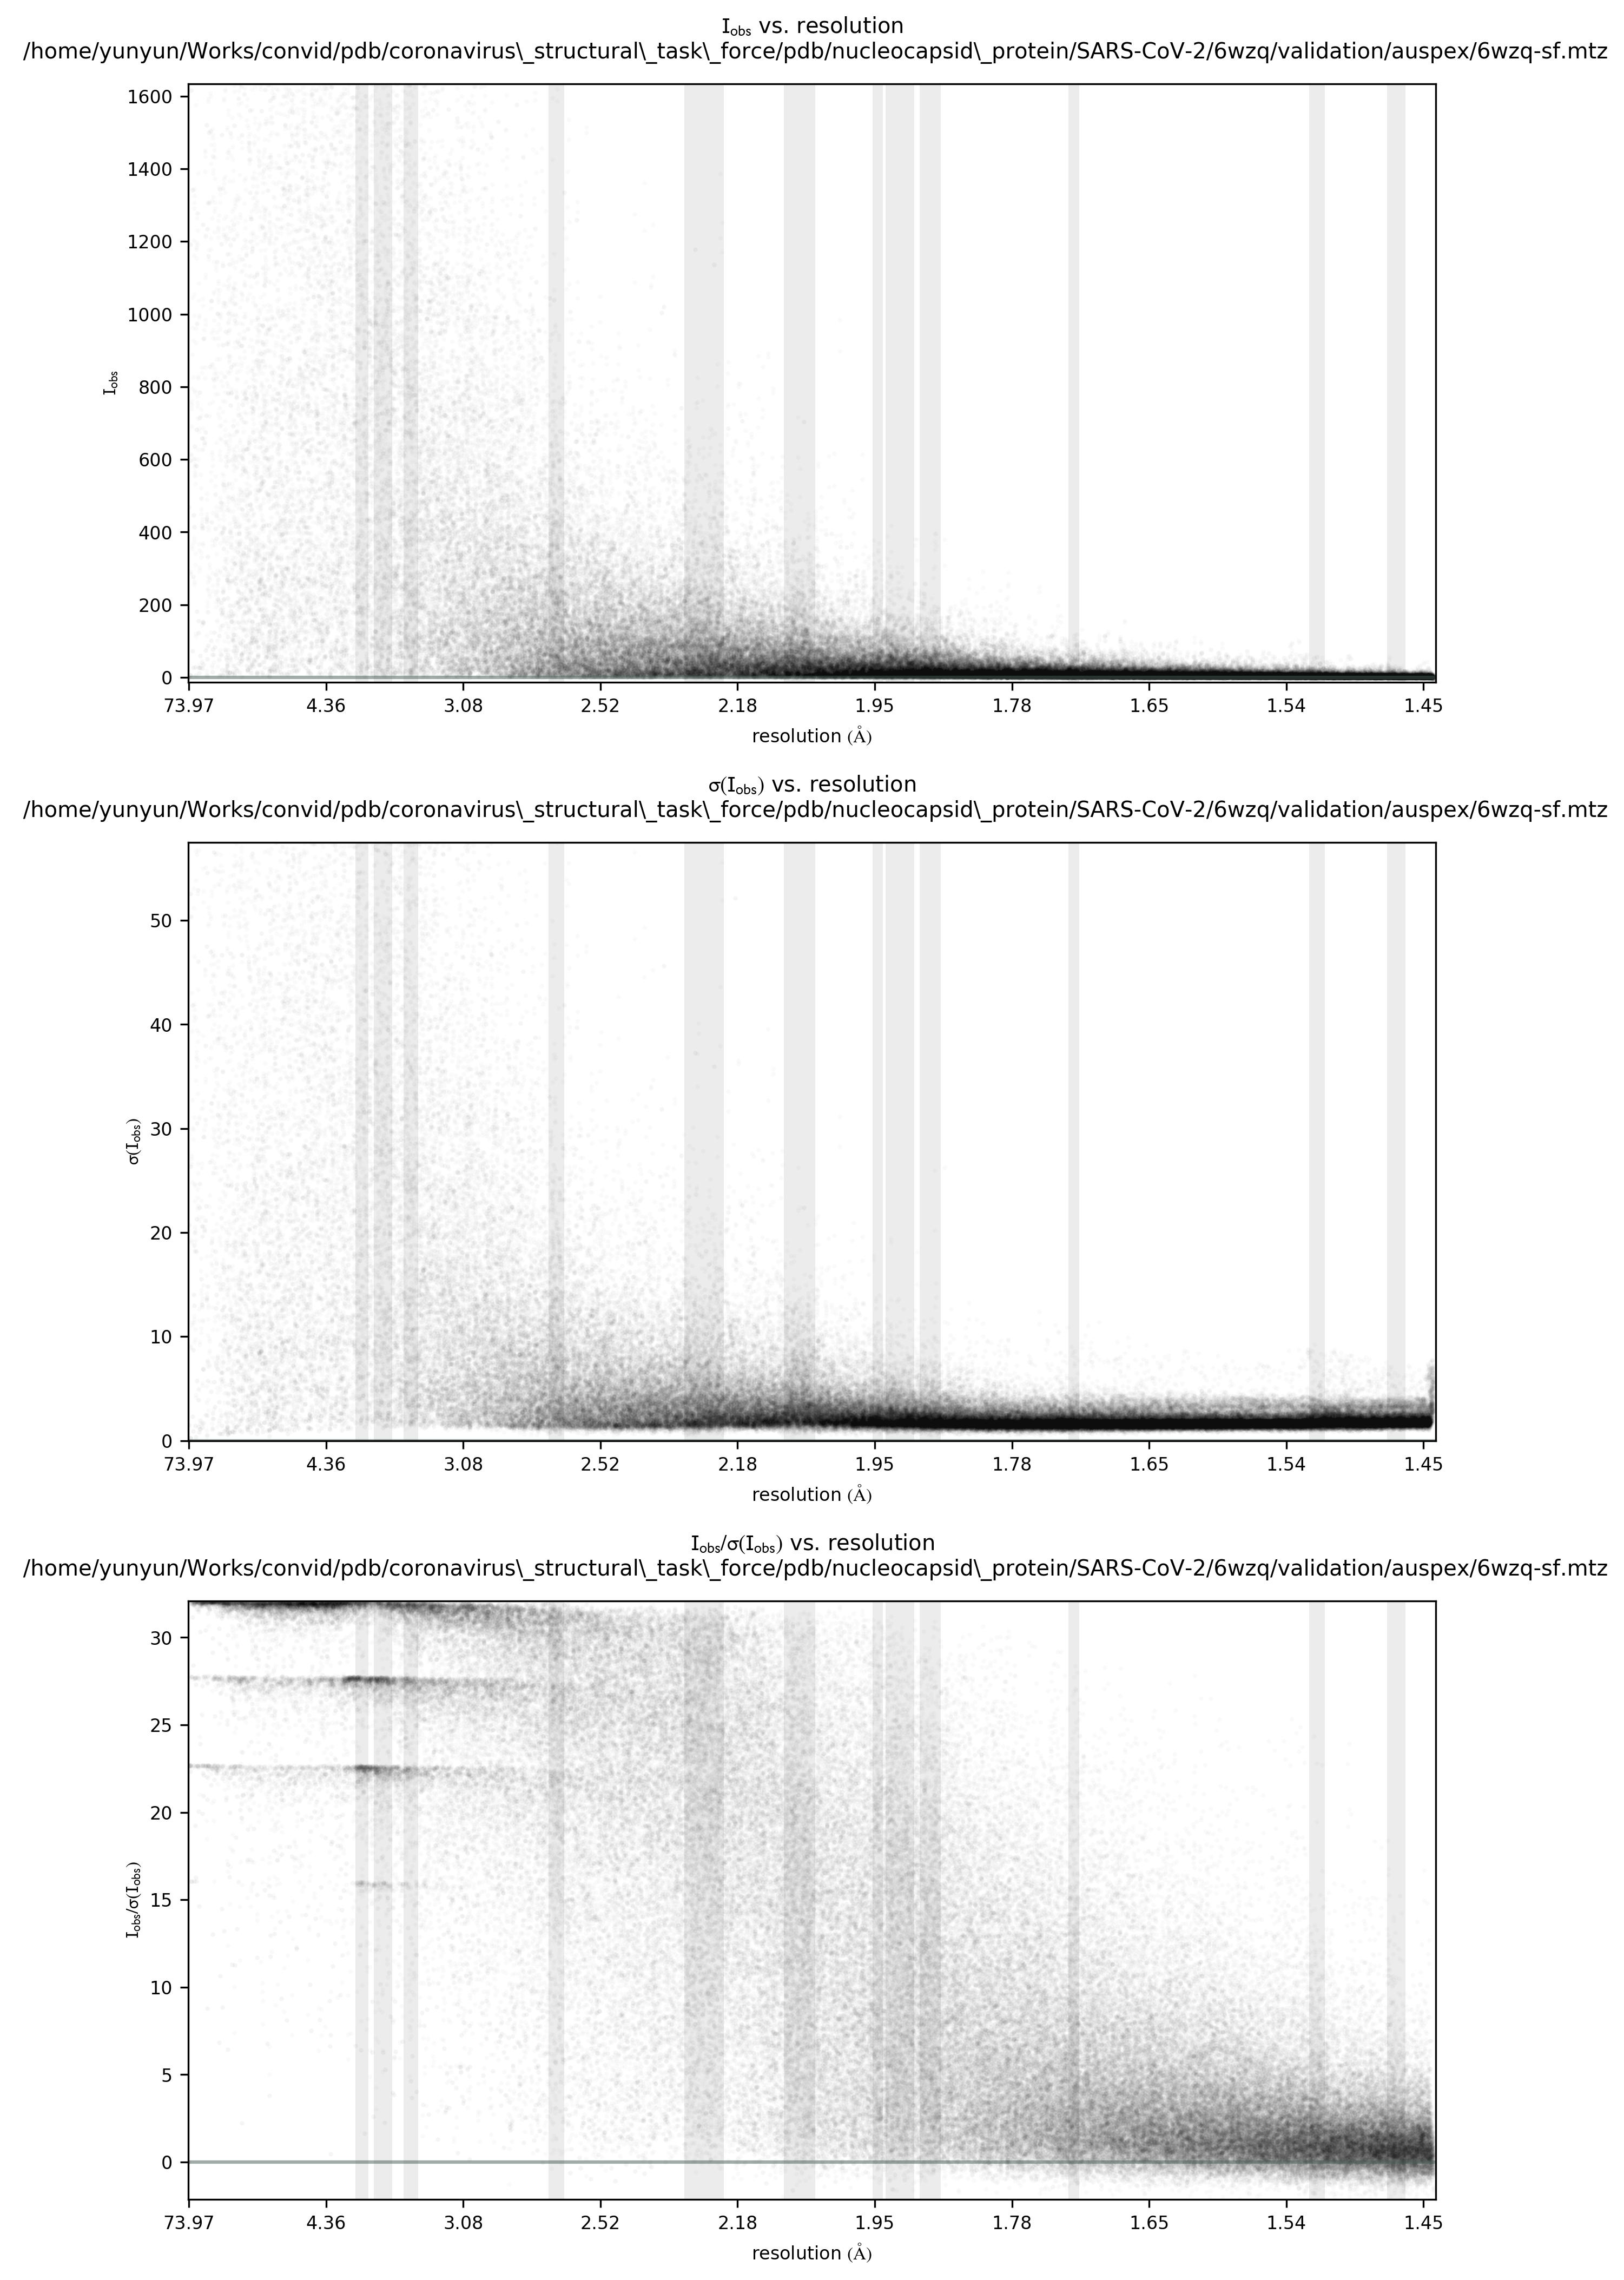 Iobs vs. resolution
/home/yunyun/Works/convid/pdb/coronavirus\_structural\_task\_force/pdb/nucleocapsid\_protein/SARS-CoV-2/6wzq/validation/auspex/6wzq-sf.mtz
1600
1400
1200
1000
800
600
400
200
0
Iobs
73.97 4.36 3.08 2.52 2.18 1.95 1.78 1.65 1.54 1.45
resolution (Å)
σ(Iobs) vs. resolution
/home/yunyun/Works/convid/pdb/coronavirus\_structural\_task\_force/pdb/nucleocapsid\_protein/SARS-CoV-2/6wzq/validation/auspex/6wzq-sf.mtz
50
40
30
20
10
0
σ(Iobs)
73.97 4.36 3.08 2.52 2.18 1.95 1.78 1.65 1.54 1.45
resolution (Å)
Iobs/σ(Iobs) vs. resolution
/home/yunyun/Works/convid/pdb/coronavirus\_structural\_task\_force/pdb/nucleocapsid\_protein/SARS-CoV-2/6wzq/validation/auspex/6wzq-sf.mtz
30
25
20
15
10
5
0
Iobs/σ(Iobs)
73.97 4.36 3.08 2.52 2.18 1.95 1.78 1.65 1.54 1.45
resolution (Å)